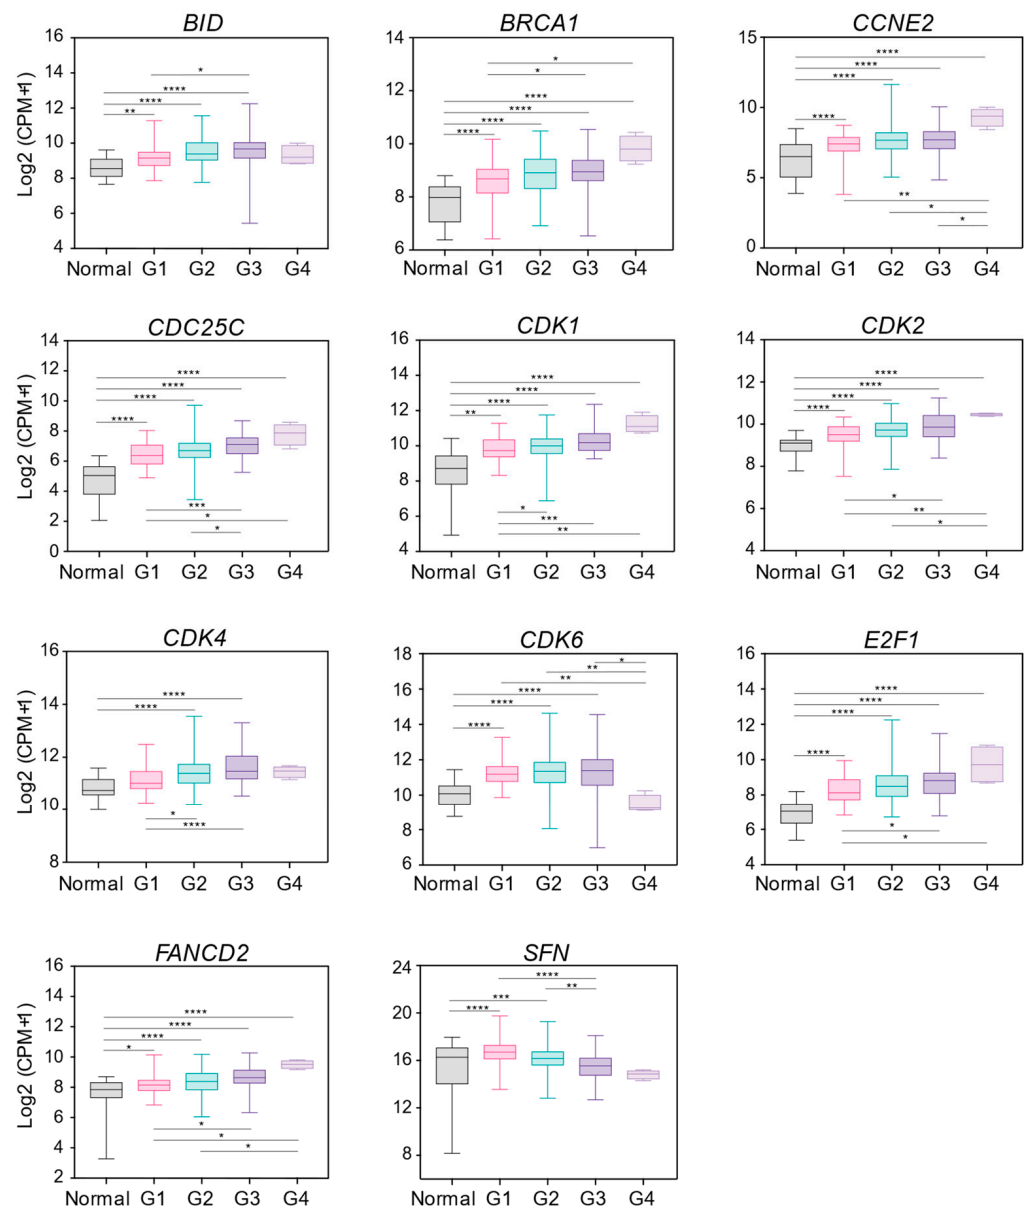 BID BRCA1 CCNE2
Log2 (CPM+1)
16
14
12
10
8
6
4
* **** **** **
Normal G1 G2 G3 G4
14
12
10
8
6
* * **** **** **** ****
Normal G1 G2 G3 G4
15
10
5
0
**** **** **** **** ** * *
Normal G1 G2 G3 G4
CDC25C CDK1 CDK2
Log2 (CPM+1)
14
12
10
8
6
4
2
0
**** **** **** **** *** * *
Normal G1 G2 G3 G4
16
14
12
10
8
6
4
**** **** **** ** * *** **
Normal G1 G2 G3 G4
14
12
10
8
6
4
**** **** **** **** * ** *
Normal G1 G2 G3 G4
CDK4 CDK6 E2F1
Log2 (CPM+1)
16
14
12
10
8
**** **** * ****
Normal G1 G2 G3 G4
18
16
14
12
10
8
6
* ** ** **** **** ****
Normal G1 G2 G3 G4
16
14
12
10
8
6
4
**** **** **** **** * *
Normal G1 G2 G3 G4
FANCD2 SFN
Log2 (CPM+1)
16
14
12
10
8
6
4
2
**** **** **** * * * *
Normal G1 G2 G3 G4
24
20
16
12
8
**** ** *** ****
Normal G1 G2 G3 G4